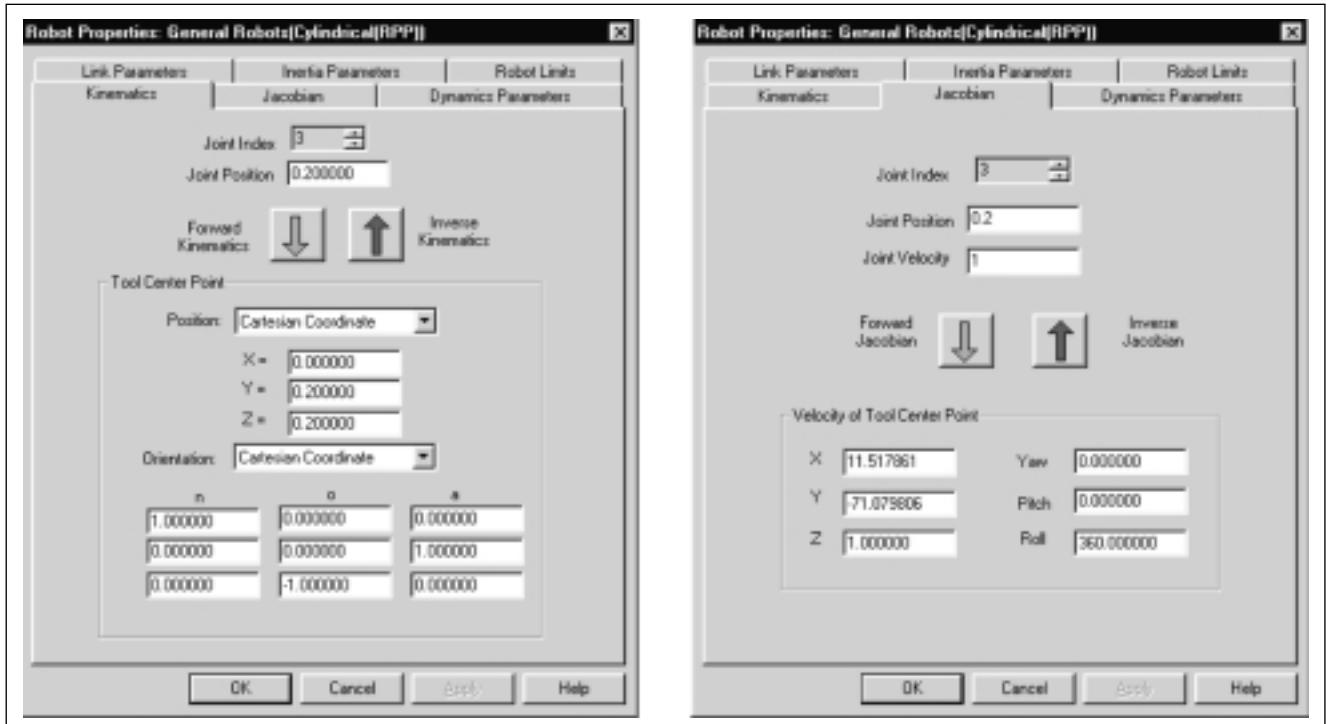 Robot Properties: General Robots(Cylindrical(RPP))
Link Parameters Inertia Parameters Robot Limits
Kinematics Jacobian Dynamics Parameters
Joint Index 3
Joint Position 0.200000
Forward Kinematics
Inverse Kinematics
Tool Center Point
Position: Cartesian Coordinate
X = 0.000000
Y = 0.200000
Z = 0.200000
Orientation: Cartesian Coordinate
n o a
1.000000 0.000000 0.000000
0.000000 0.000000 1.000000
0.000000 -1.000000 0.000000
OK Cancel Apply Help
Robot Properties: General Robots(Cylindrical(RPP))
Link Parameters Inertia Parameters Robot Limits
Kinematics Jacobian Dynamics Parameters
Joint Index 3
Joint Position 0.2
Joint Velocity 1
Forward Jacobian
Inverse Jacobian
Velocity of Tool Center Point
X 11.517861 Yaw 0.000000
Y -71.079806 Pitch 0.000000
Z 1.000000 Roll 360.000000
OK Cancel Apply Help